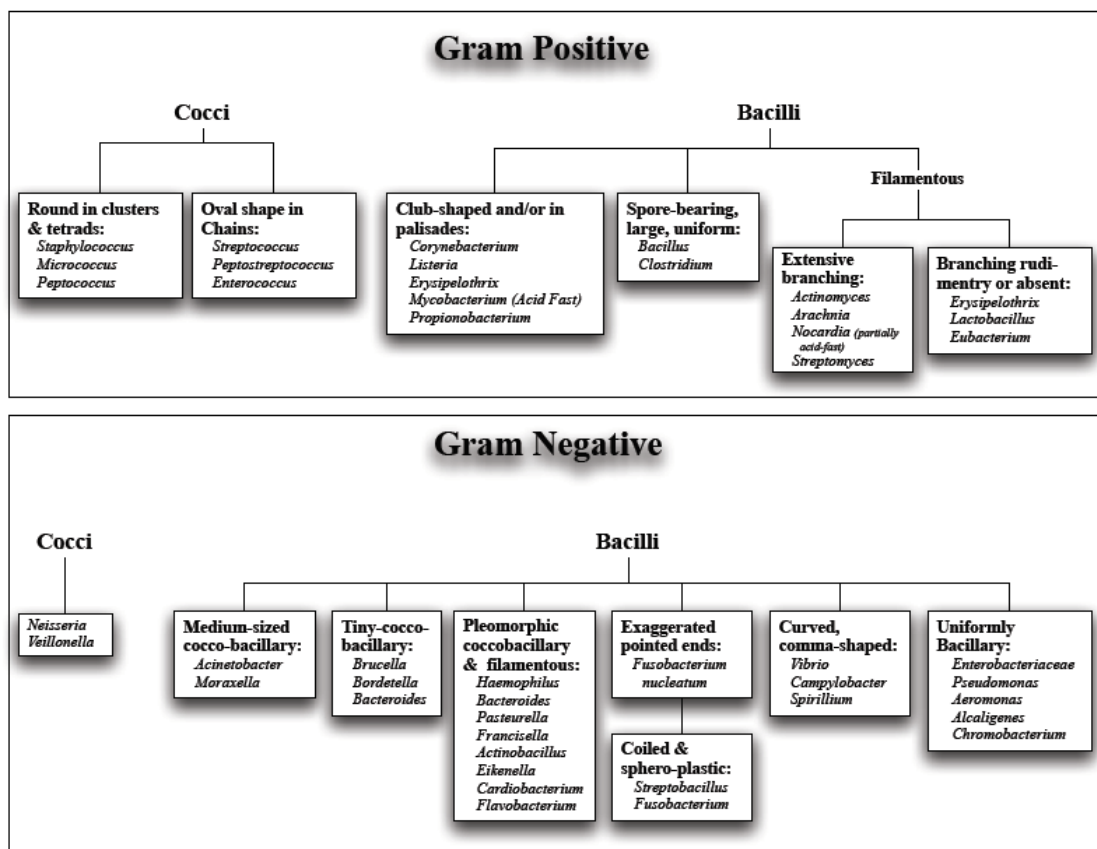 Gram Positive
Cocci
Round in clusters
& tetrads:
Staphylococcus
Micrococcus
Peptococcus
Oval shape in
Chains:
Streptococcus
Peptostreptococcus
Enterococcus
Bacilli
Club-shaped and/or in
palisades:
Corynebacterium
Listeria
Erysipelothrix
Mycobacterium (Acid Fast)
Propionobacterium
Spore-bearing,
large, uniform:
Bacillus
Clostridium
Filamentous
Extensive
branching:
Actinomyces
Arachnia
Nocardia (partially
acid-fast)
Streptomyces
Branching rudi-
mentry or absent:
Erysipelothrix
Lactobacillus
Eubacterium
Gram Negative
Cocci
Neisseria
Veillonella
Bacilli
Medium-sized
cocco-bacillary:
Acinetobacter
Moraxella
Tiny-cocco-
bacillary:
Brucella
Bordetella
Bacteroides
Pleomorphic
coccobacillary
& filamentous:
Haemophilus
Bacteroides
Pasteurella
Francisella
Actinobacillus
Eikenella
Cardiobacterium
Flavobacterium
Exaggerated
pointed ends:
Fusobacterium
nucleatum
Coiled &
sphero-plastic:
Streptobacillus
Fusobacterium
Curved,
comma-shaped:
Vibrio
Campylobacter
Spirillium
Uniformly
Bacillary:
Enterobacteriaceae
Pseudomonas
Aeromonas
Alcaligenes
Chromobacterium